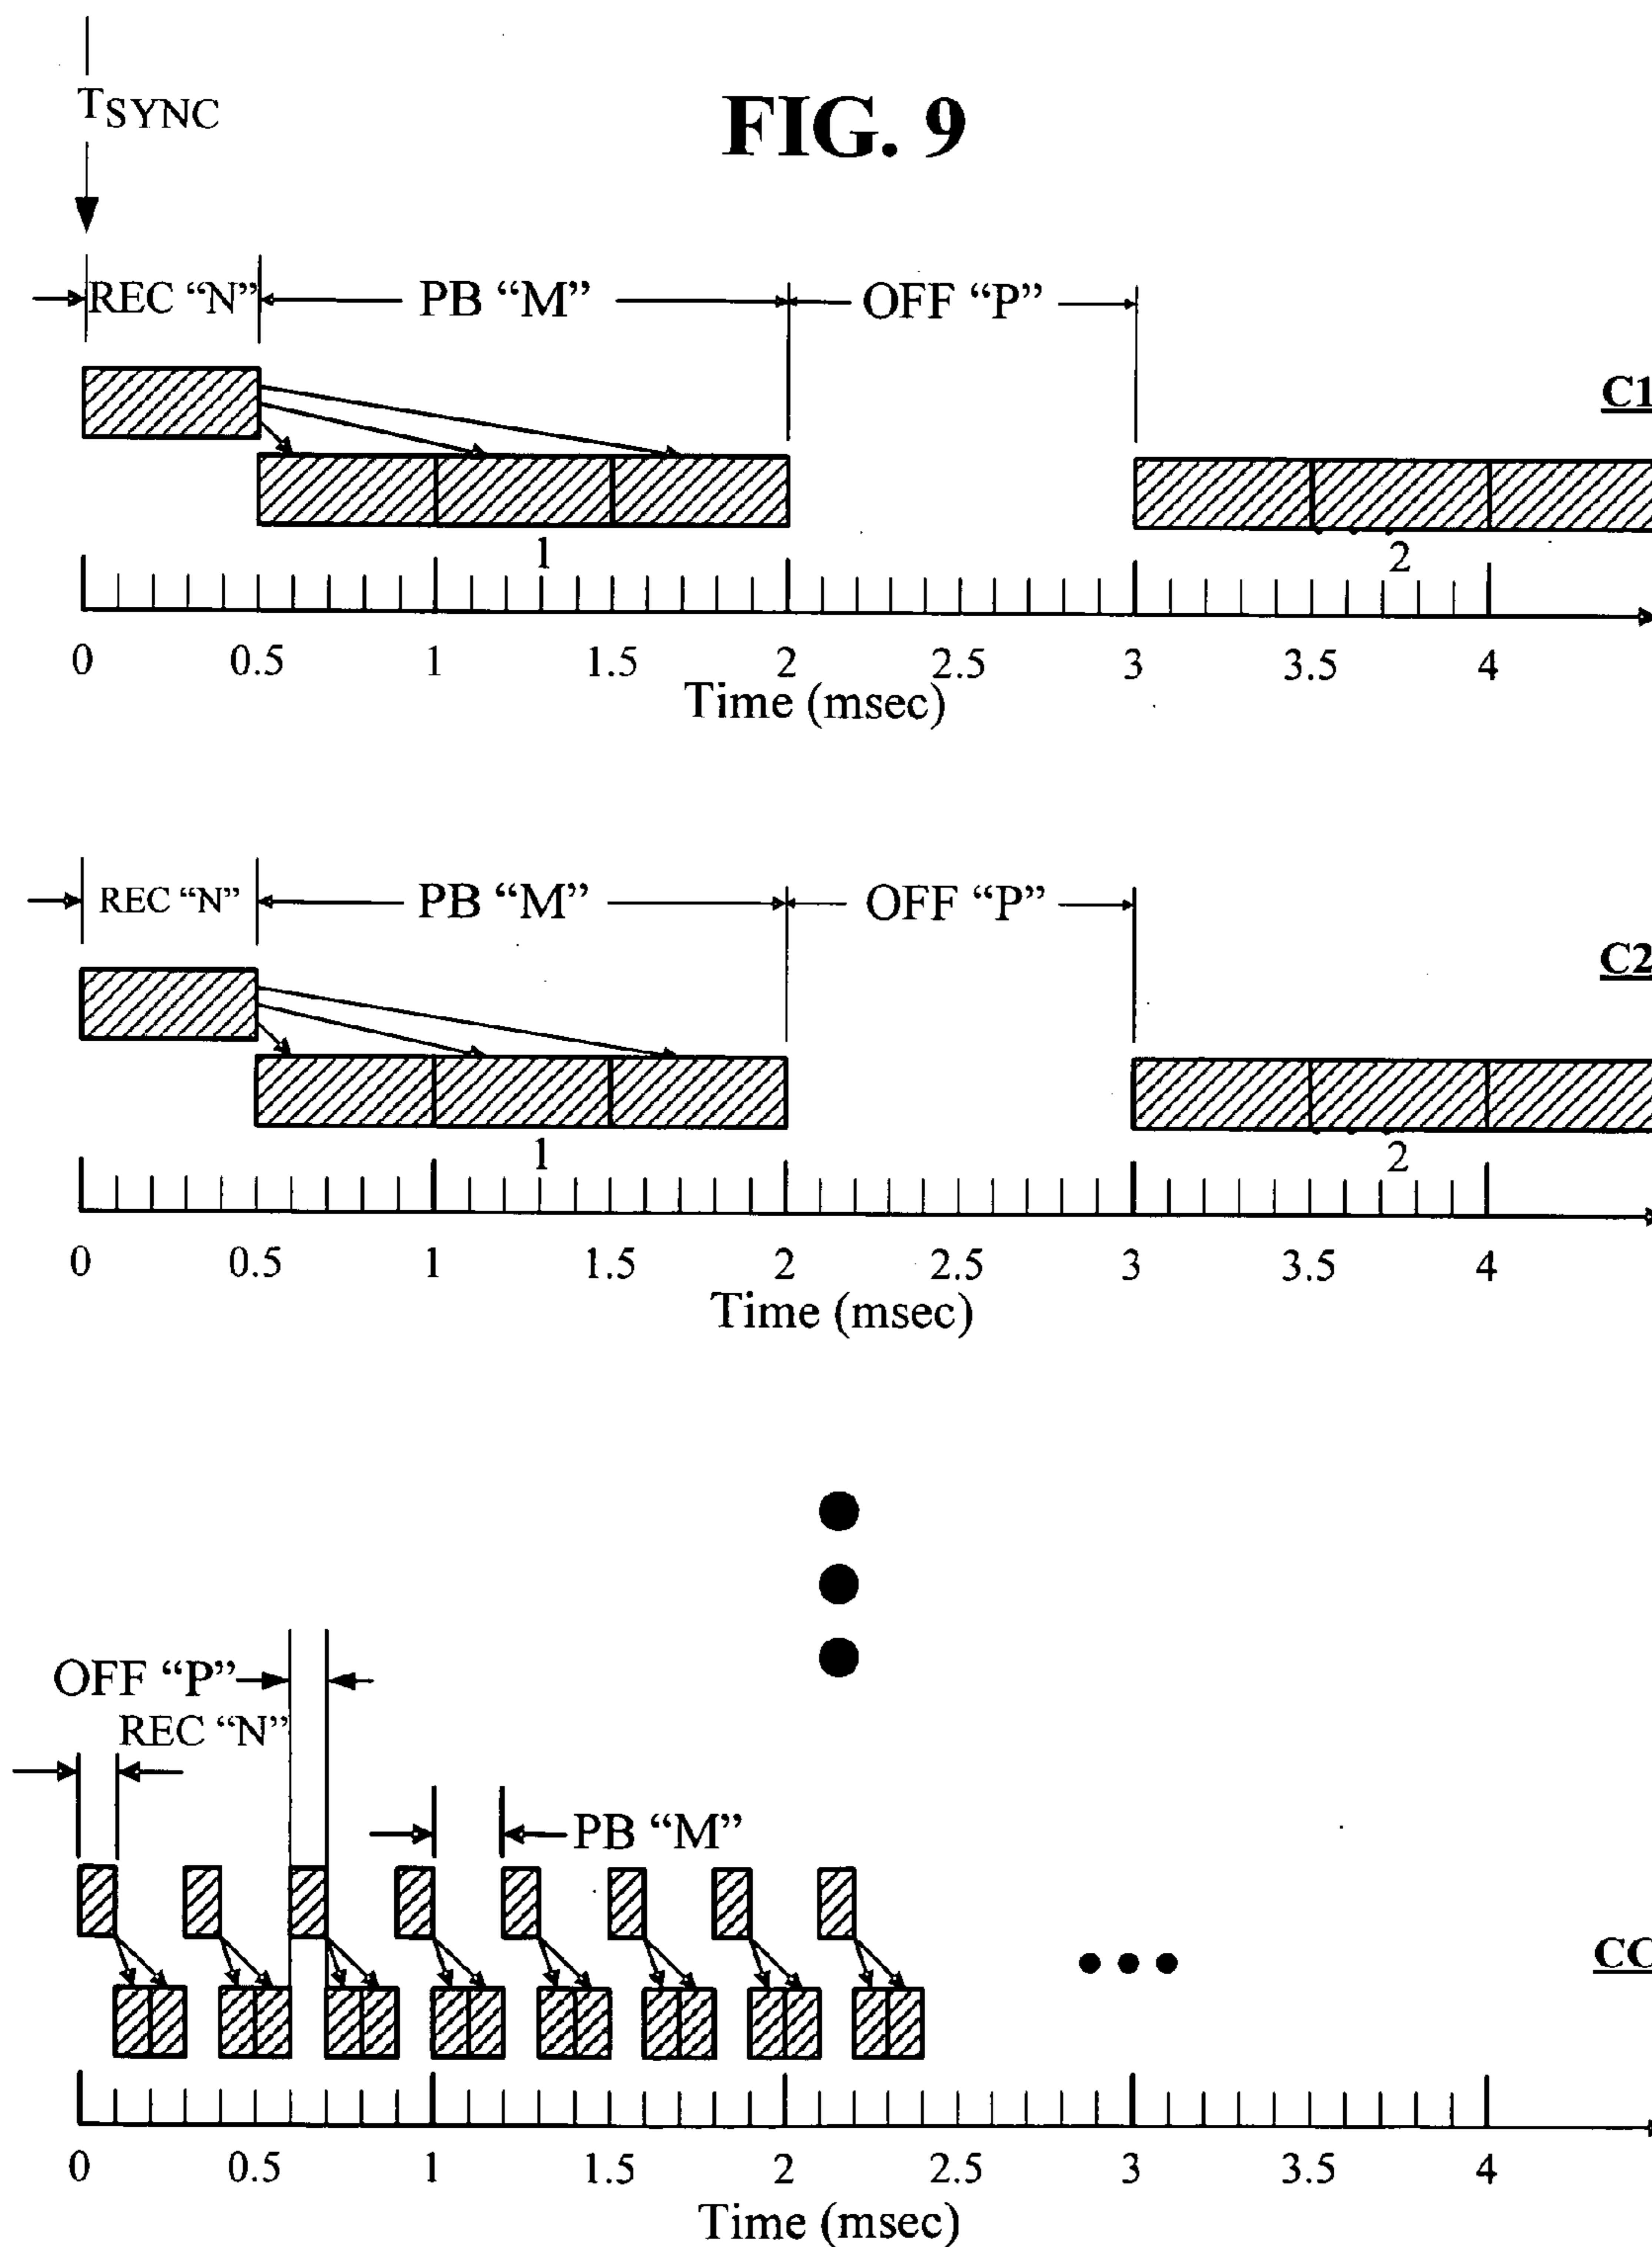 TSYNC
FIG. 9
REC “N” PB “M” OFF “P”
C1
1 2
0 0.5 1 1.5 2 2.5 3 3.5 4
Time (msec)
REC “N” PB “M” OFF “P”
C2
1 2
0 0.5 1 1.5 2 2.5 3 3.5 4
Time (msec)
OFF “P”
REC “N”
PB “M”
0 0.5 1 1.5 2 2.5 3 3.5 4
Time (msec)